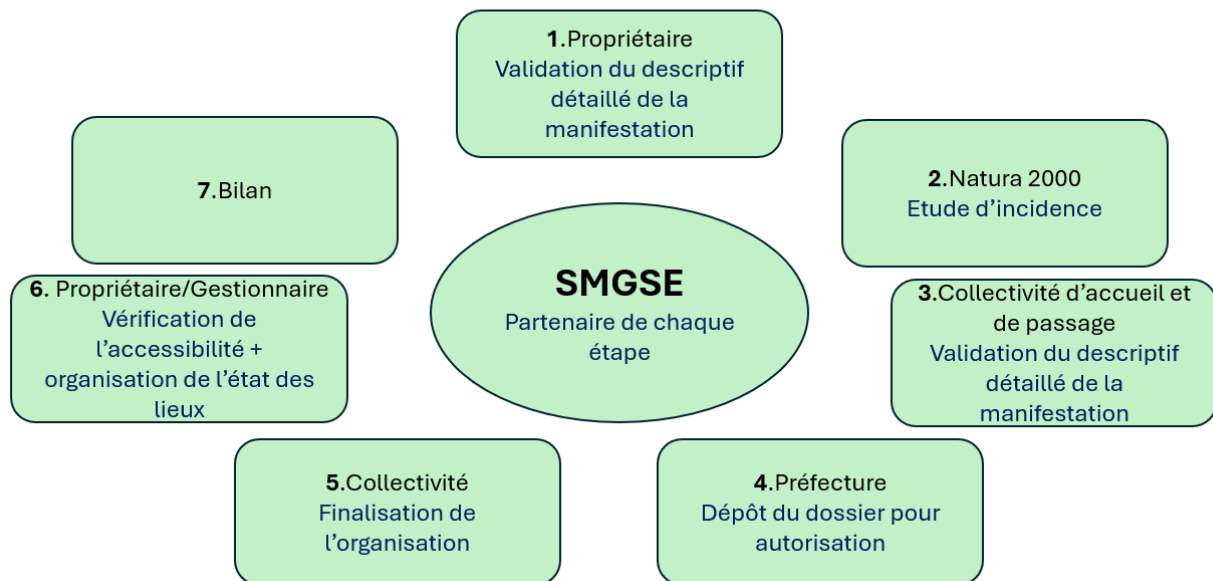 1.Propriétaire
Validation du descriptif
détaillé de la
manifestation
2.Natura 2000
Etude d’incidence
3.Collectivité d’accueil et
de passage
Validation du descriptif
détaillé de la
manifestation
4.Préfecture
Dépôt du dossier pour
autorisation
5.Collectivité
Finalisation de
l’organisation
6. Propriétaire/Gestionnaire
Vérification de
l’accessibilité +
organisation de l’état des
lieux
7.Bilan
SMGSE
Partenaire de chaque
étape